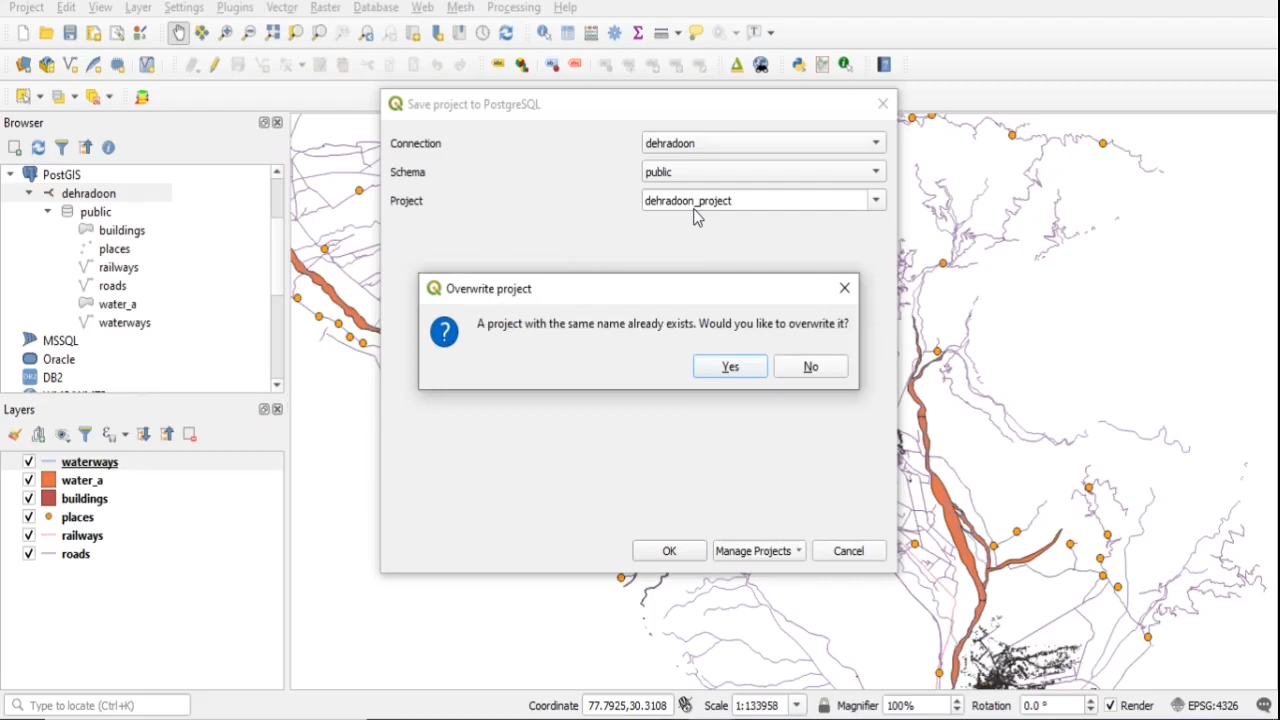 Project Edit View Layer Settings Plugins Vector Raster Database Web Mesh Processing Help
Browser
PostGIS
dehradoon
public
buildings
places
railways
roads
water_a
waterways
MSSQL
Oracle
DB2
Layers
waterways
water_a
buildings
places
railways
roads
Save project to PostgreSQL
Connection dehradoon
Schema public
Project dehradoon_project
Overwrite project
A project with the same name already exists. Would you like to overwrite it?
Yes No
OK Manage Projects Cancel
Type to locate (Ctrl+K) Coordinate 77.7925,30.3108 Scale 1:133958 Magnifier 100% Rotation 0.0 ° Render EPSG:4326